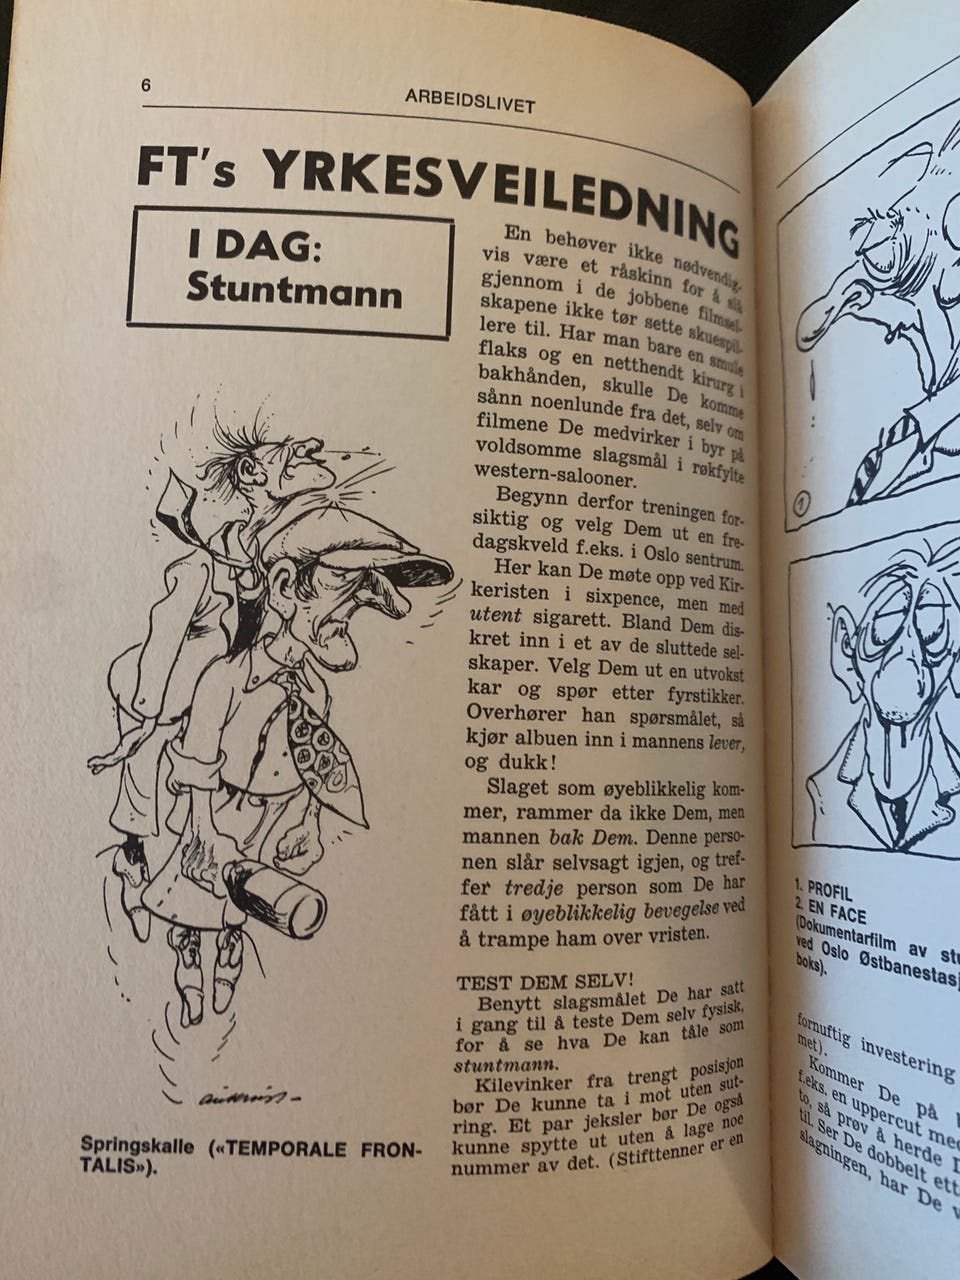 6
ARBEIDSLIVET
FT's YRKESVEILEDNING
I DAG:
Stuntmann
En behøver ikke nødvendig-
vis være et råskinn for å slå
gjennom i de jobbene filmsel-
skapene ikke tør sette skuespil-
lere til. Har man bare en smule
flaks og en netthendt kirurg i
bakhånden, skulle De komme
sånn noenlunde fra det, selv om
filmene De medvirker i byr på
voldsomme slagsmål i røkfylte
western-salooner.
Begynn derfor treningen for-
siktig og velg Dem ut en fre-
dagskveld f.eks. i Oslo sentrum.
Her kan De møte opp ved Kir-
keristen i sixpence, men med
utent sigarett. Bland Dem dis-
kret inn i et av de sluttede sel-
skaper. Velg Dem ut en utvokst
kar og spør etter fyrstikker.
Overhører han spørsmålet, så
kjør albuen inn i mannens lever,
og dukk!
Slaget som øyeblikkelig kom-
mer, rammer da ikke Dem, men
mannen bak Dem. Denne perso-
nen slår selvsagt igjen, og tref-
fer tredje person som De har
fått i øyeblikkelig bevegelse ved
å trampe ham over vristen.
TEST DEM SELV!
Benytt slagsmålet De har satt
i gang til å teste Dem selv fysisk,
for å se hva De kan tåle som
stuntmann.
Kilevinker fra trengt posisjon
bør De kunne ta i mot uten sut-
ring. Et par jeksler bør De også
kunne spytte ut uten å lage noe
nummer av det. (Stifttenner er en
Springskalle («TEMPORALE FRON-
TALIS»).
1
1. PROFIL
2. EN FACE
(Dokumentarfilm av stu
ved Oslo Østbanestasj
boks).
fornuftig investering
met).
Kommer De på
f.eks. en uppercut med
to, så prøv å herde D
til. Ser De dobbelt ett
slagningen, har De v